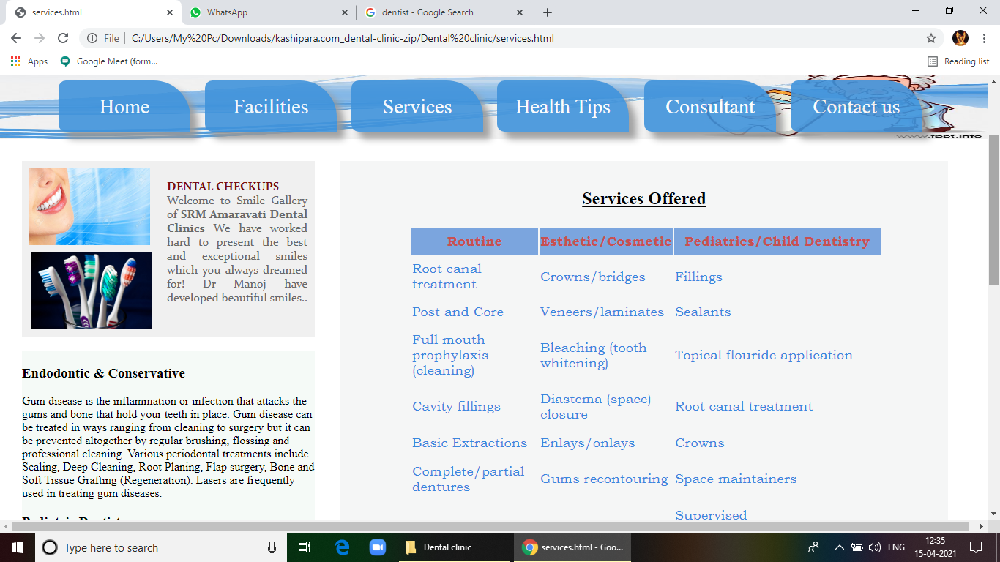 services.html
WhatsApp
dentist - Google Search
File
C:/Users/My%20Pc/Downloads/kashipara.com_dental-clinic-zip/Dental%20clinic/services.html
Apps
Google Meet (form...
Reading list
Home
Facilities
Services
Health Tips
Consultant
Contact us
www.fppt.info
DENTAL CHECKUPS
Welcome to Smile Gallery
of SRM Amaravati Dental
Clinics We have worked
hard to present the best
and exceptional smiles
which you always dreamed
for! Dr Manoj have
developed beautiful smiles..
Endodontic & Conservative
Gum disease is the inflammation or infection that attacks the
gums and bone that hold your teeth in place. Gum disease can
be treated in ways ranging from cleaning to surgery but it can
be prevented altogether by regular brushing, flossing and
professional cleaning. Various periodontal treatments include
Scaling, Deep Cleaning, Root Planing, Flap surgery, Bone and
Soft Tissue Grafting (Regeneration). Lasers are frequently
used in treating gum diseases.
Pediatric Dentistry
Services Offered
Routine
Esthetic/Cosmetic
Pediatrics/Child Dentistry
Root canal
treatment
Crowns/bridges
Fillings
Post and Core
Veneers/laminates
Sealants
Full mouth
prophylaxis
(cleaning)
Bleaching (tooth
whitening)
Topical flouride application
Cavity fillings
Diastema (space)
closure
Root canal treatment
Basic Extractions
Enlays/onlays
Crowns
Complete/partial
dentures
Gums recontouring
Space maintainers
Supervised
Type here to search
Dental clinic
services.html - Goo...
ENG
12:35
15-04-2021